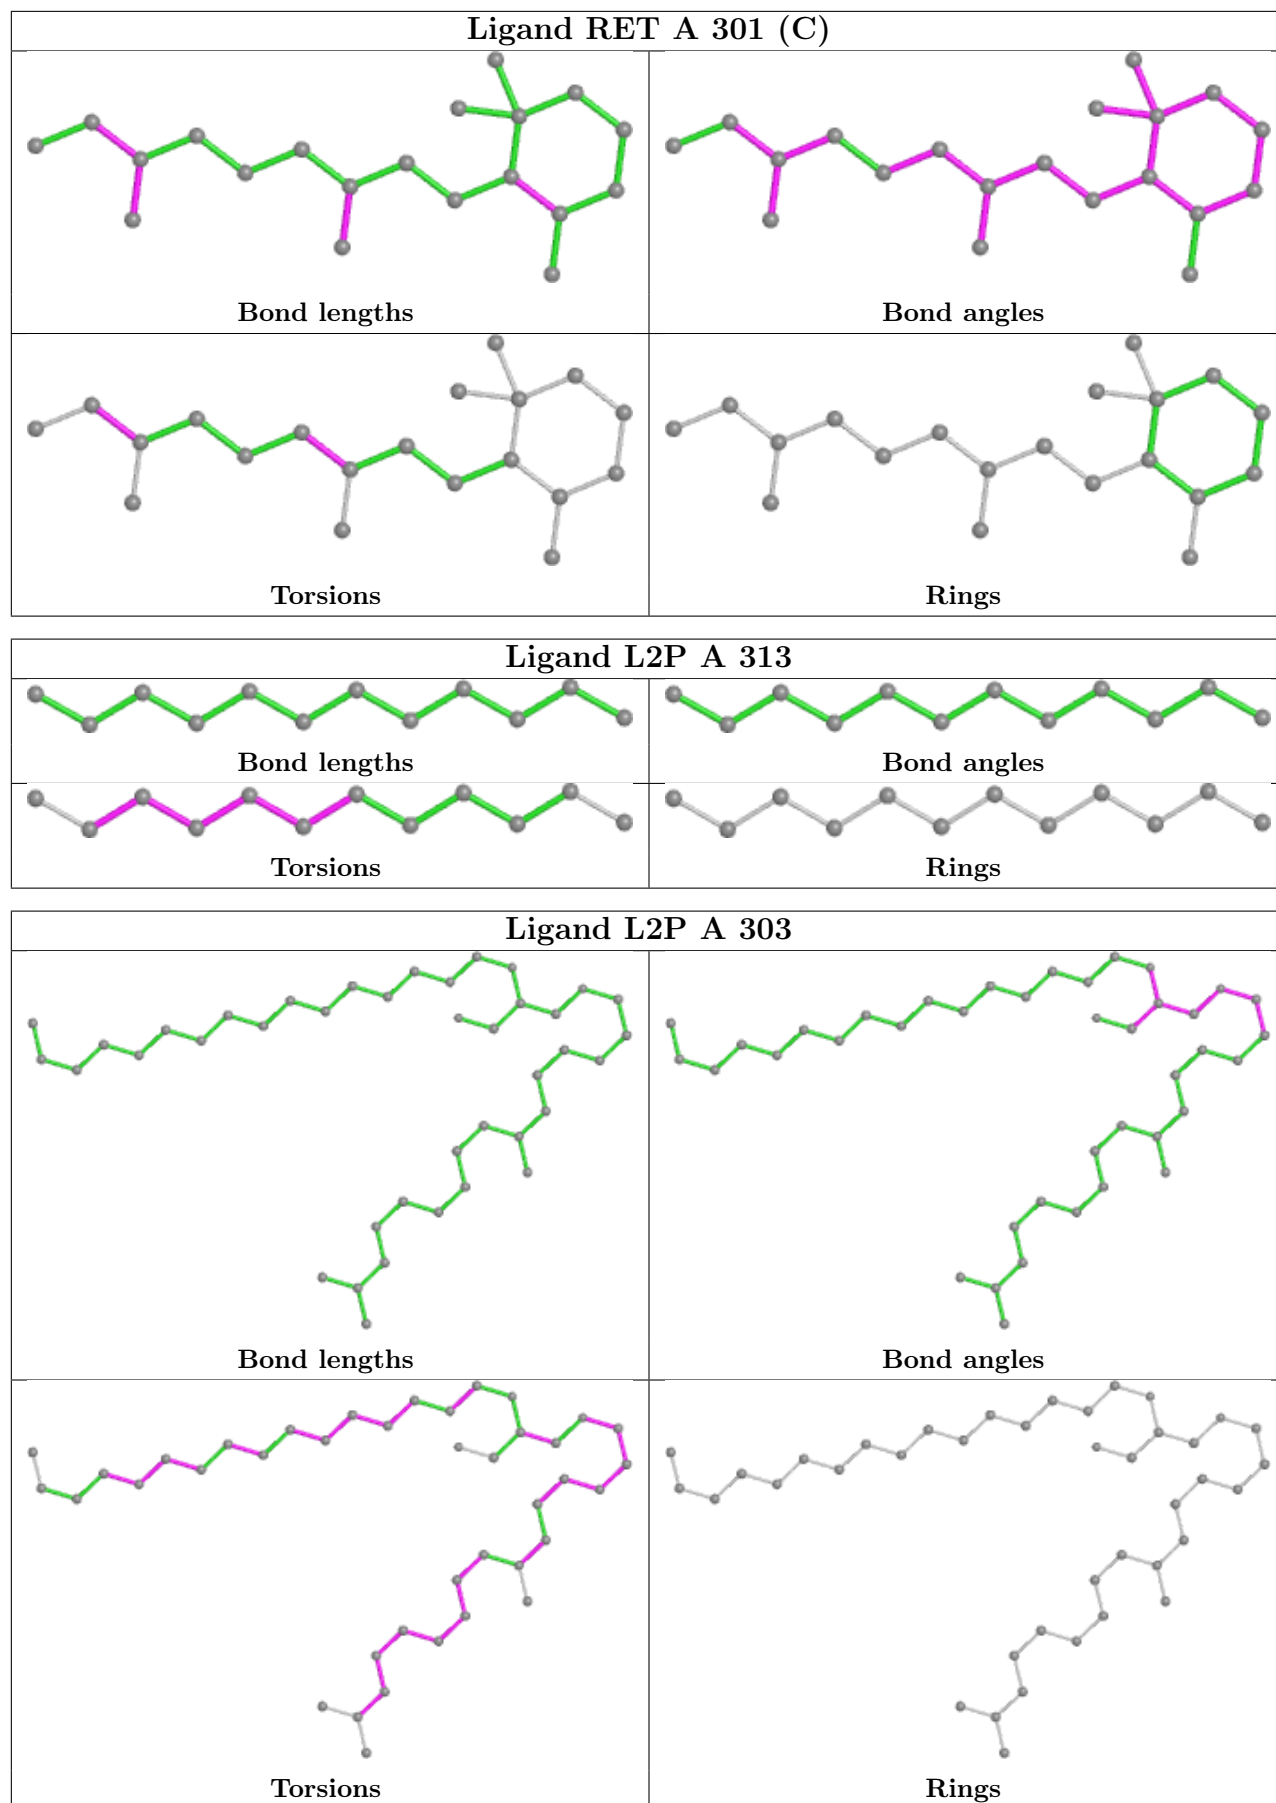 Ligand RET A 301 (C)
Bond lengths
Bond angles
Torsions
Rings
Ligand L2P A 313
Bond lengths
Bond angles
Torsions
Rings
Ligand L2P A 303
Bond lengths
Bond angles
Torsions
Rings